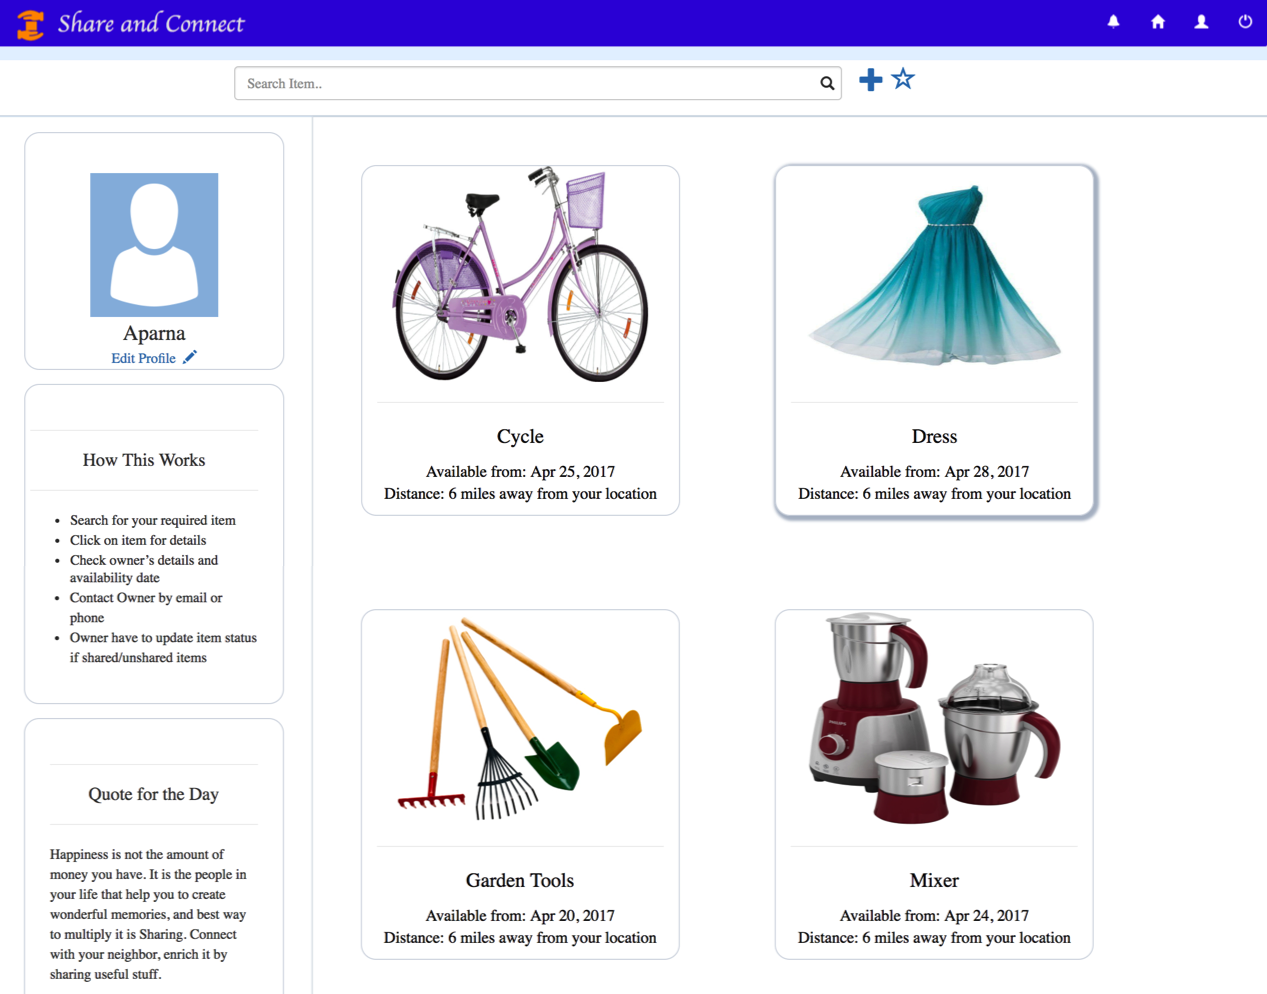 Share and Connect
Search Item..
Aparna
Edit Profile
How This Works
Search for your required item
Click on item for details
Check owner's details and
availability date
Contact Owner by email or
phone
Owner have to update item status
if shared/unshared items
Quote for the Day
Happiness is not the amount of
money you have. It is the people in
your life that help you to create
wonderful memories, and best way
to multiply it is Sharing. Connect
with your neighbor, enrich it by
sharing useful stuff.
Cycle
Available from: Apr 25, 2017
Distance: 6 miles away from your location
Dress
Available from: Apr 28, 2017
Distance: 6 miles away from your location
Garden Tools
Available from: Apr 20, 2017
Distance: 6 miles away from your location
PHILIPS
Mixer
Available from: Apr 24, 2017
Distance: 6 miles away from your location